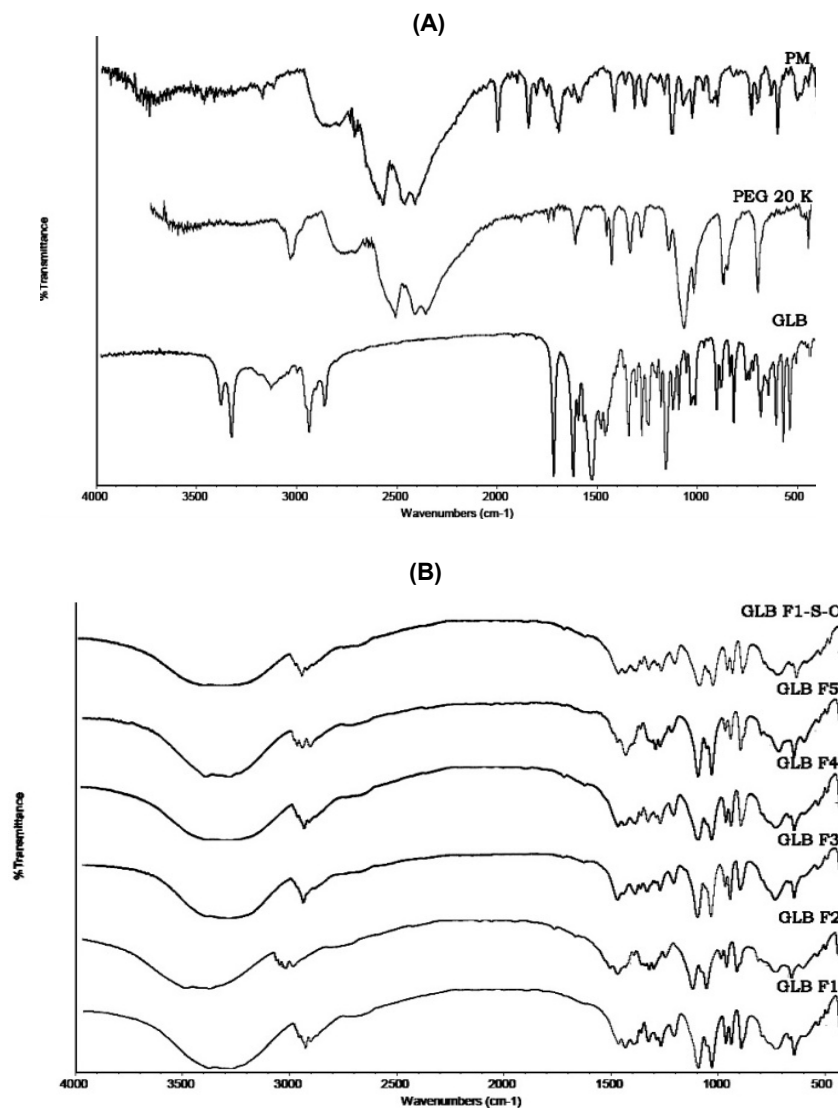 (A)
PM
PEG 20 K
GLB
%Transmittance
4000 3500 3000 2500 2000 1500 1000 500
Wavenumbers (cm-1)
(B)
GLB F1-S-C
GLB F5
GLB F4
GLB F3
GLB F2
GLB F1
%Transmittance
4000 3500 3000 2500 2000 1500 1000 500
Wavenumbers (cm-1)